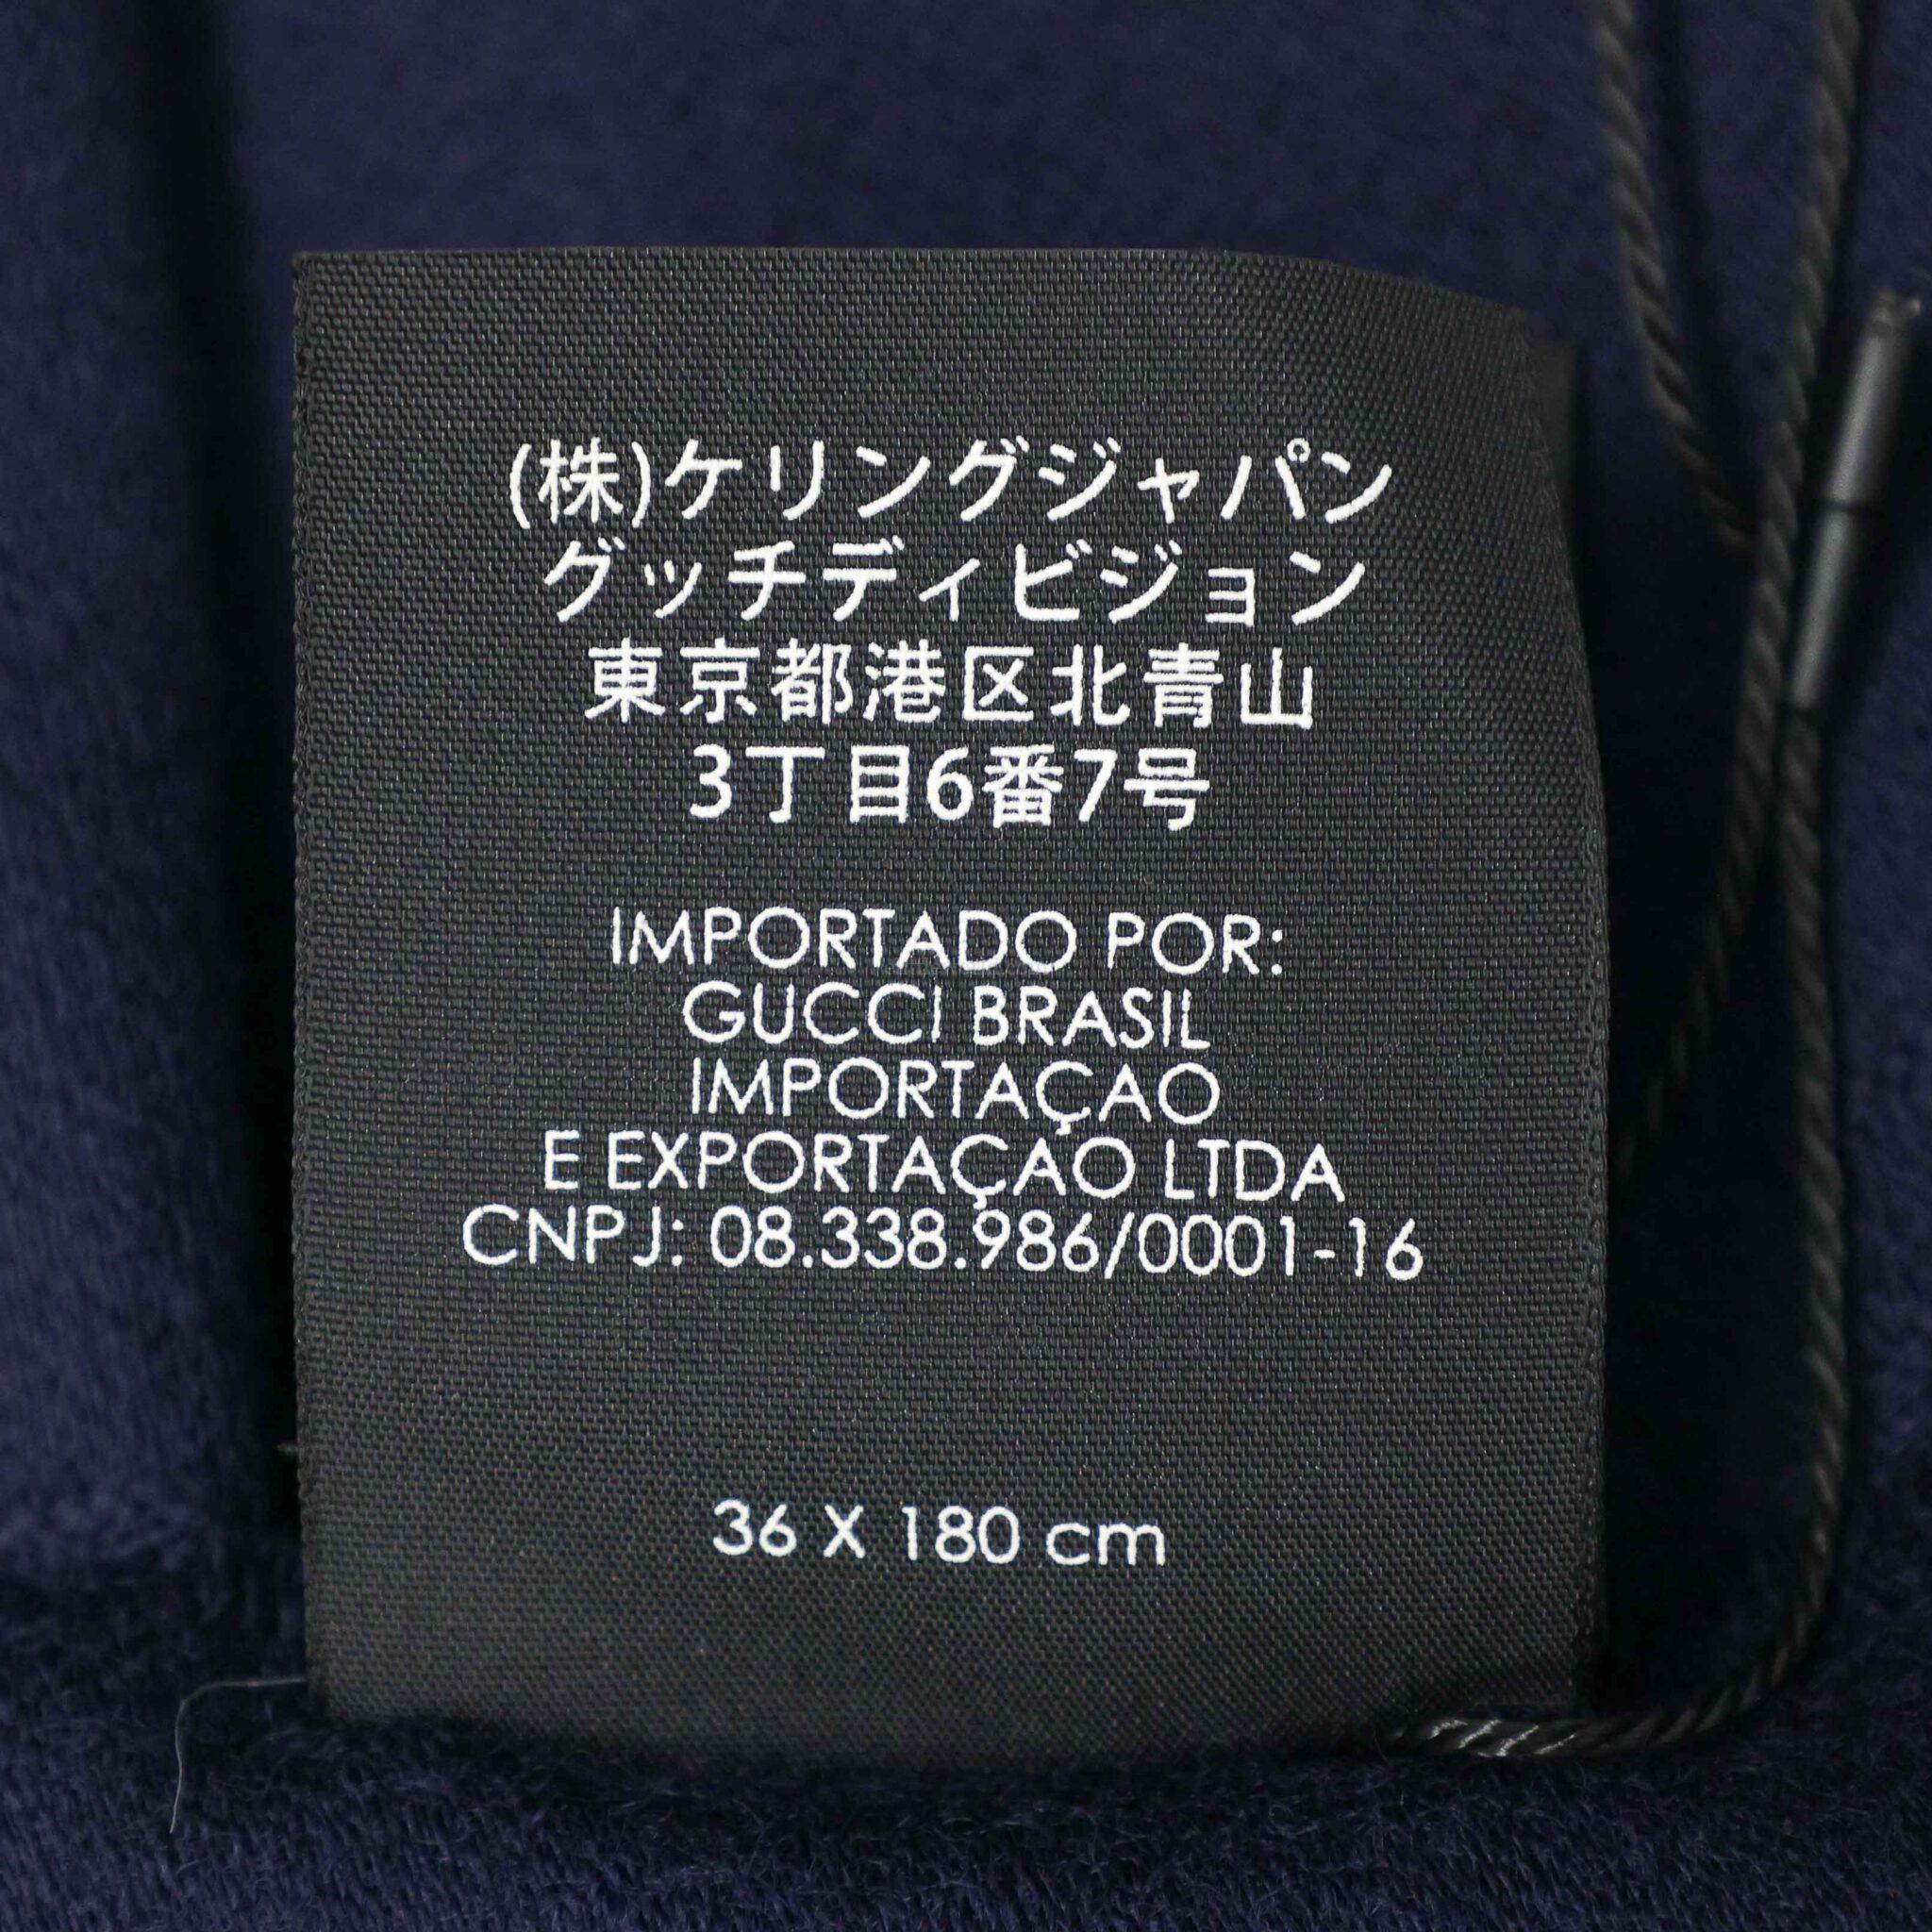 (株)ケリングジャパン
グッチディビジョン
東京都港区北青山
3丁目6番7号
IMPORTADO POR:
GUCCI BRASIL
IMPORTAÇAO
E EXPORTAÇAO LTDA
CNPJ: 08.338.986/0001-16
36 X 180 cm